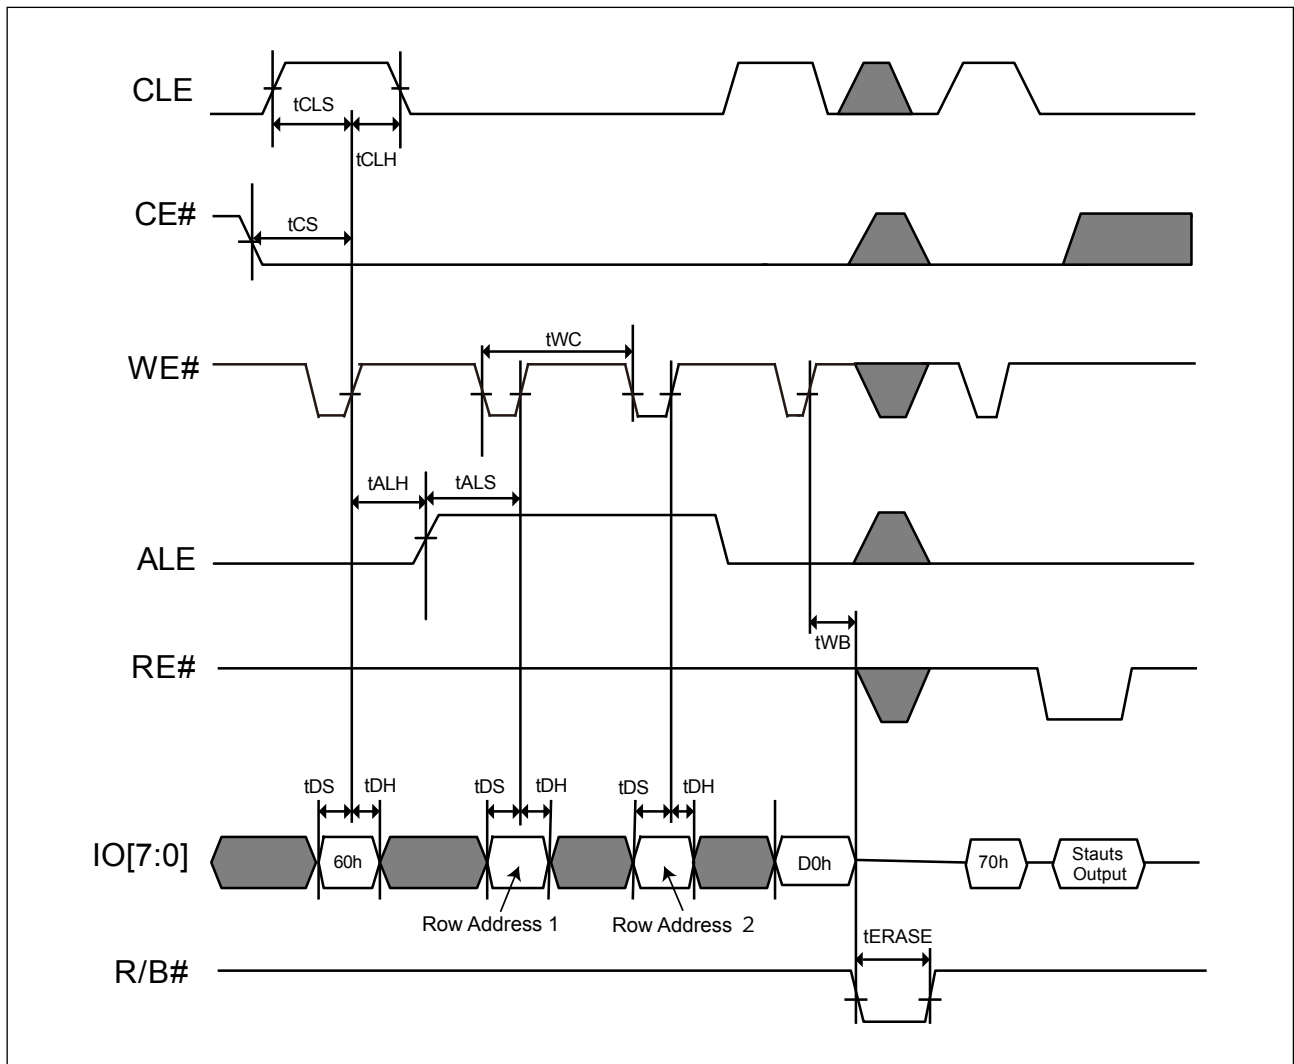 CLE
tCLS
tCLH
CE#
tCS
WE#
tWC
tALH
tALS
ALE
tWB
RE#
tDS
tDH
tDS
tDH
tDS
tDH
IO[7:0]
60h
D0h
70h
Stauts
Output
Row Address 1
Row Address 2
tERASE
R/B#